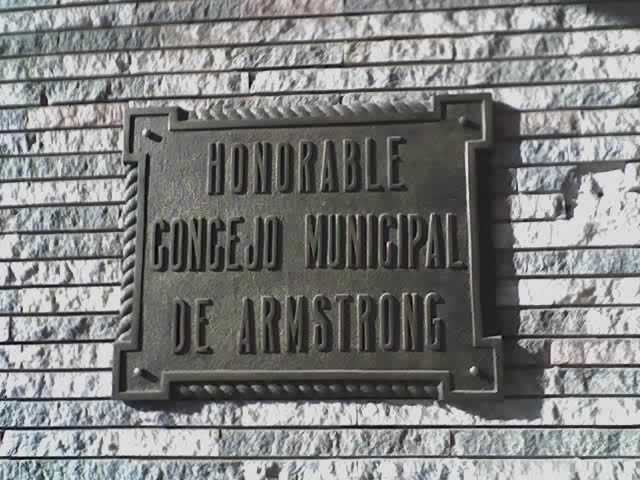 HONORABLE
CONCEJO MUNICIPAL
DE ARMSTRONG